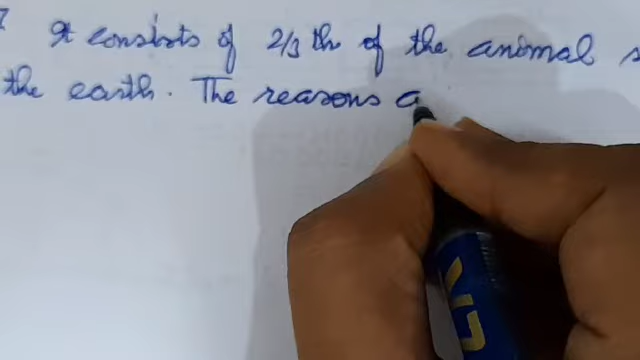 It consists of 2/3 th of the animal s
the earth. The reasons a